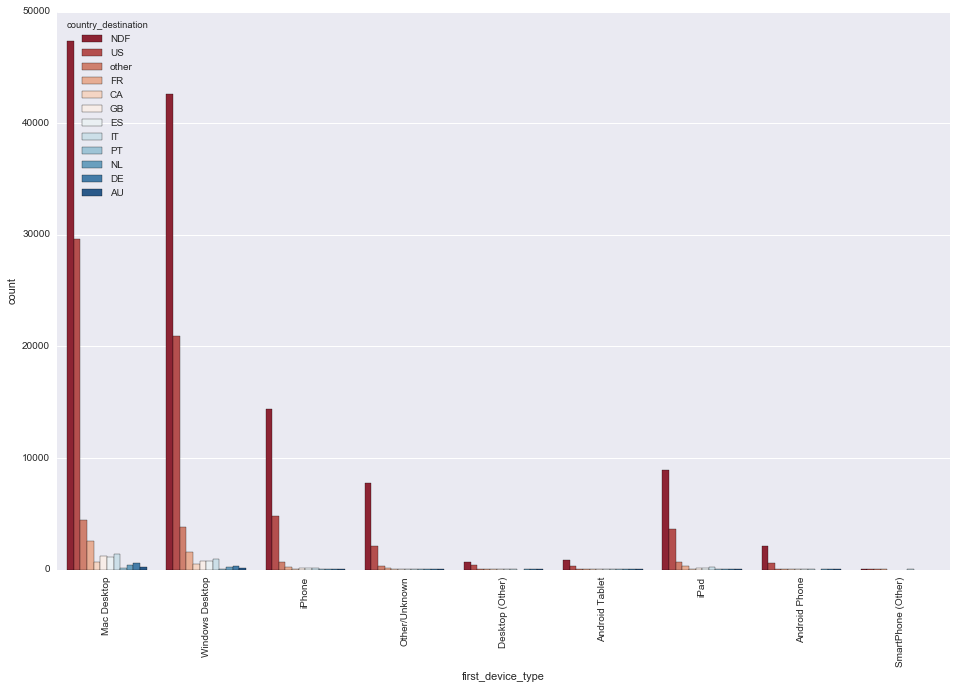 country_destination
NDF
US
other
FR
CA
GB
ES
IT
PT
NL
DE
AU
50000
40000
30000
20000
10000
0
count
Mac Desktop
Windows Desktop
iPhone
Other/Unknown
Desktop (Other)
Android Tablet
iPad
Android Phone
SmartPhone (Other)
first_device_type